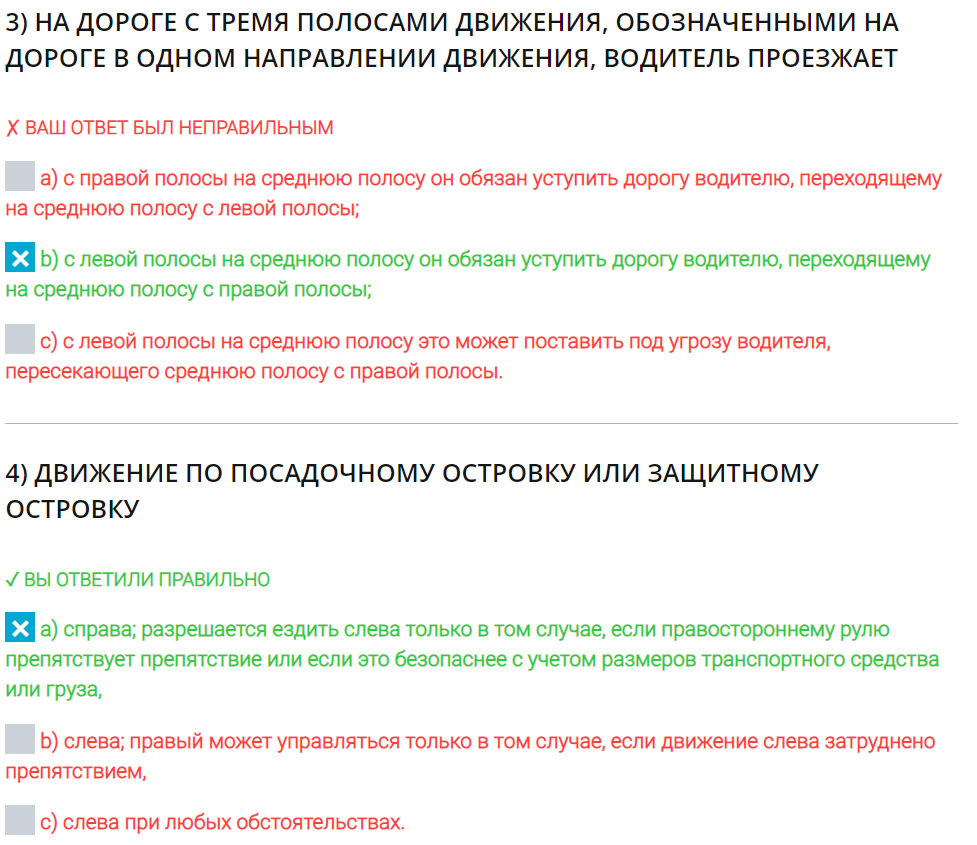 3) НА ДОРОГЕ С ТРЕМЯ ПОЛОСАМИ ДВИЖЕНИЯ, ОБОЗНАЧЕННЫМИ НА
ДОРОГЕ В ОДНОМ НАПРАВЛЕНИИ ДВИЖЕНИЯ, ВОДИТЕЛЬ ПРОЕЗЖАЕТ
✗ ВАШ ОТВЕТ БЫЛ НЕПРАВИЛЬНЫМ
a) с правой полосы на среднюю полосу он обязан уступить дорогу водителю, переходящему
на среднюю полосу с левой полосы;
b) с левой полосы на среднюю полосу он обязан уступить дорогу водителю, переходящему
на среднюю полосу с правой полосы;
c) с левой полосы на среднюю полосу это может поставить под угрозу водителя,
пересекающего среднюю полосу с правой полосы.
4) ДВИЖЕНИЕ ПО ПОСАДОЧНОМУ ОСТРОВКУ ИЛИ ЗАЩИТНОМУ
ОСТРОВКУ
✓ ВЫ ОТВЕТИЛИ ПРАВИЛЬНО
a) справа; разрешается ездить слева только в том случае, если правостороннему рулю
препятствует препятствие или если это безопаснее с учетом размеров транспортного средства
или груза,
b) слева; правый может управляться только в том случае, если движение слева затруднено
препятствием,
c) слева при любых обстоятельствах.